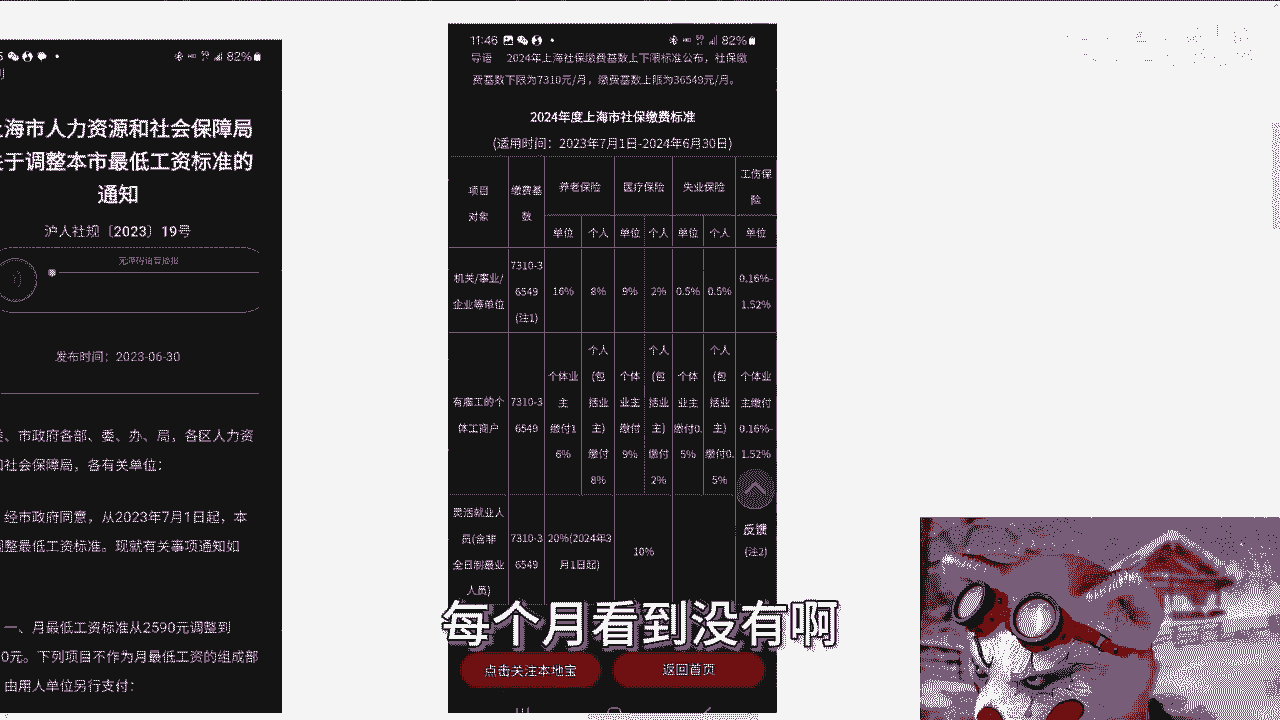 5
82%
明
上海市人力资源和社会保障局
关于调整本市最低工资标准的
通知
沪人社规〔2023〕19号
无障碍阅读播报
发布时间：2023-06-30
、市政府各部、委、办、局，各区人力资
和社会保障局，各有关单位：
经市政府同意，从2023年7月1日起，本
调整最低工资标准。现就有关事项通知如
一、月最低工资标准从2590元调整到
0元。下列项目不作为月最低工资的组成部
由用人单位另行支付：
11:46
82%
导语 2024年上海社保缴费基数上下限标准公布，社保缴
费基数下限为7310元/月，缴费基数上限为36549元/月。
2024年度上海市社保缴费标准
(适用时间：2023年7月1日-2024年6月30日)
项目对象 缴费基数 养老保险 医疗保险 失业保险 工伤保险
单位 个人 单位 个人 单位 个人 单位
机关/事业/企业等单位 7310-36549(注1) 16% 8% 9% 2% 0.5% 0.5% 0.16%-1.52%
有雇工的个体工商户 7310-36549 个体业主缴付16% 个人(包括业主)缴付8% 个体业主缴付9% 个人(包括业主)缴付2% 个体业主缴付0.5% 个人(包括业主)缴付0.5% 个体业主缴付0.16%-1.52%
灵活就业人员(含非全日制就业人员) 7310-36549 20%(2024年3月1日起) 10% (注2)
反馈
每个月看到没有啊
点击关注本地宝
返回首页